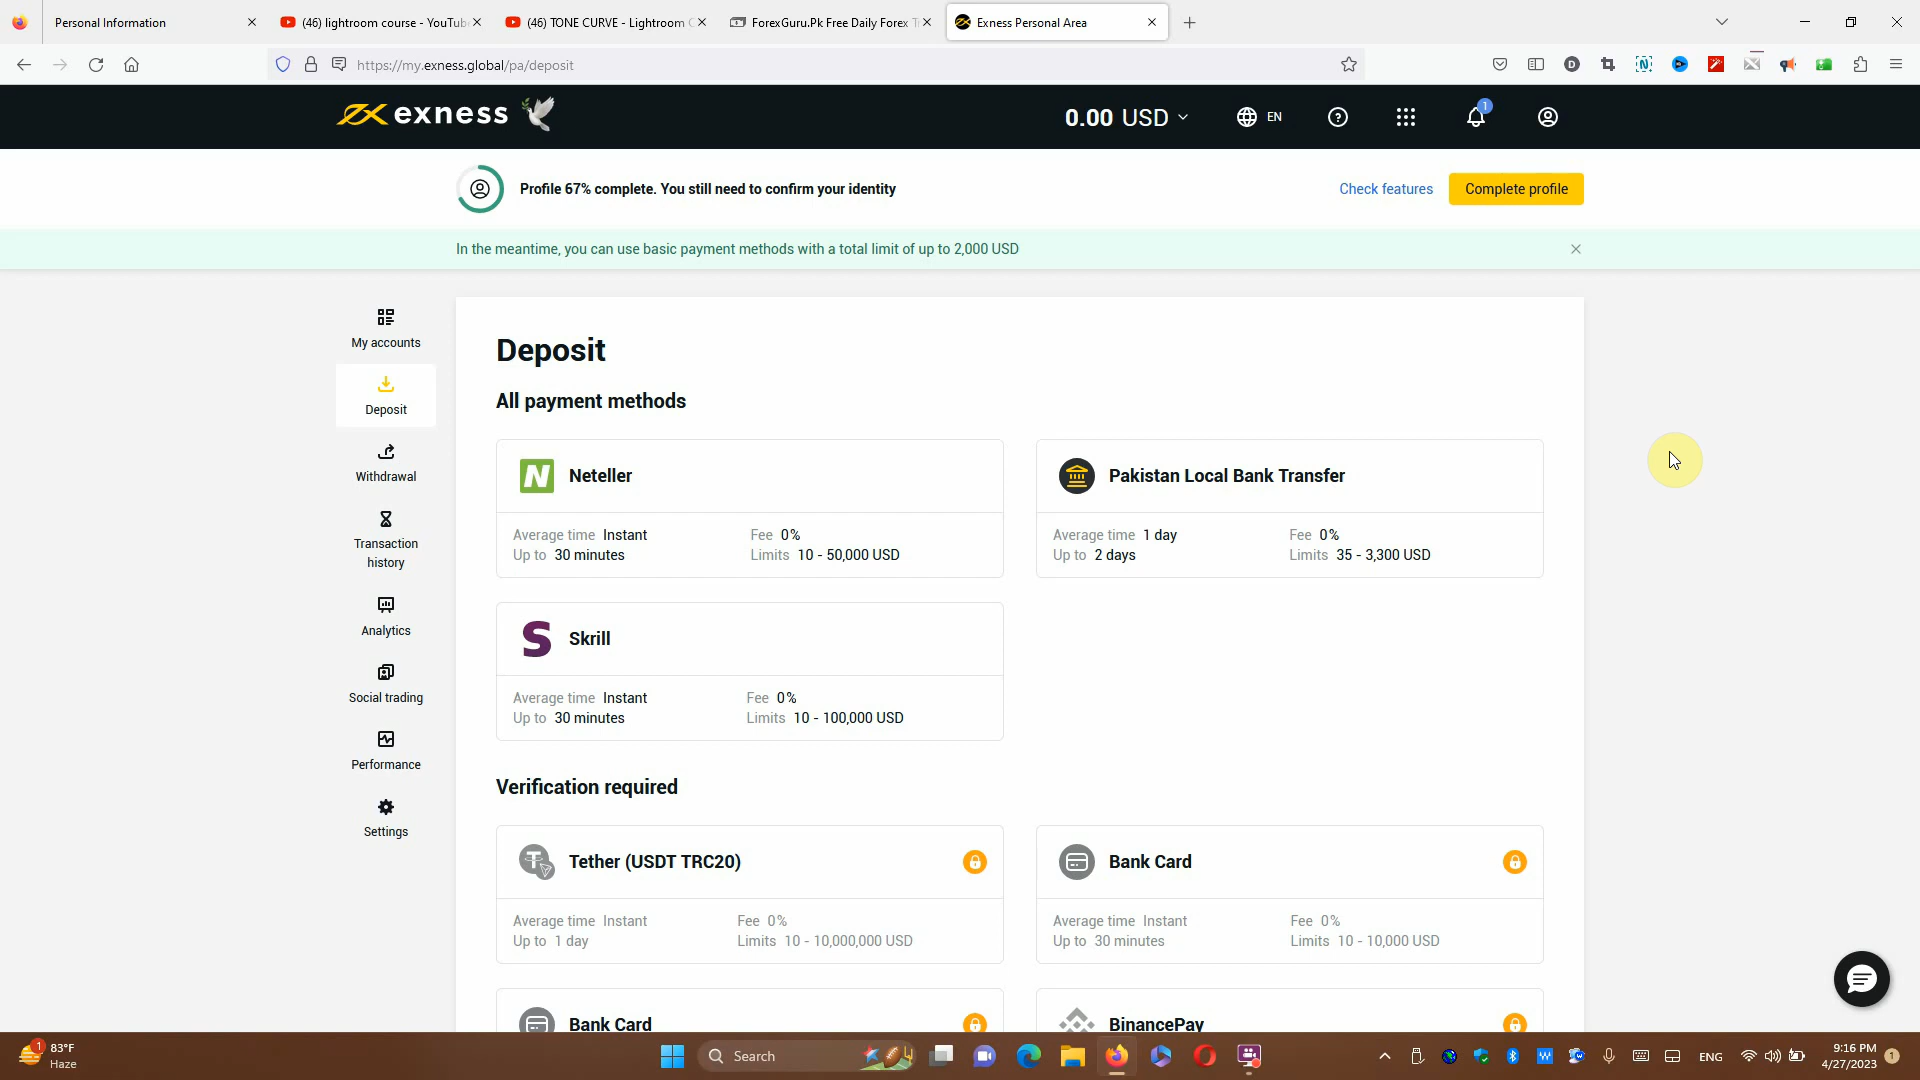 Personal Information
(46) lightroom course - YouTube
(46) TONE CURVE - Lightroom C
ForexGuru.Pk Free Daily Forex T
Exness Personal Area
https://my.exness.global/pa/deposit
exness
0.00 USD
EN
1
Profile 67% complete. You still need to confirm your identity
Check features
Complete profile
In the meantime, you can use basic payment methods with a total limit of up to 2,000 USD
My accounts
Deposit
Withdrawal
Transaction
history
Analytics
Social trading
Performance
Settings
Deposit
All payment methods
Neteller
Average time Instant
Fee 0%
Up to 30 minutes
Limits 10 - 50,000 USD
Pakistan Local Bank Transfer
Average time 1 day
Fee 0%
Up to 2 days
Limits 35 - 3,300 USD
Skrill
Average time Instant
Fee 0%
Up to 30 minutes
Limits 10 - 100,000 USD
Verification required
Tether (USDT TRC20)
Average time Instant
Fee 0%
Up to 1 day
Limits 10 - 10,000,000 USD
Bank Card
Average time Instant
Fee 0%
Up to 30 minutes
Limits 10 - 10,000 USD
Bank Card
BinancePay
1
83°F
Haze
Search
ENG
9:16 PM
4/27/2023
1